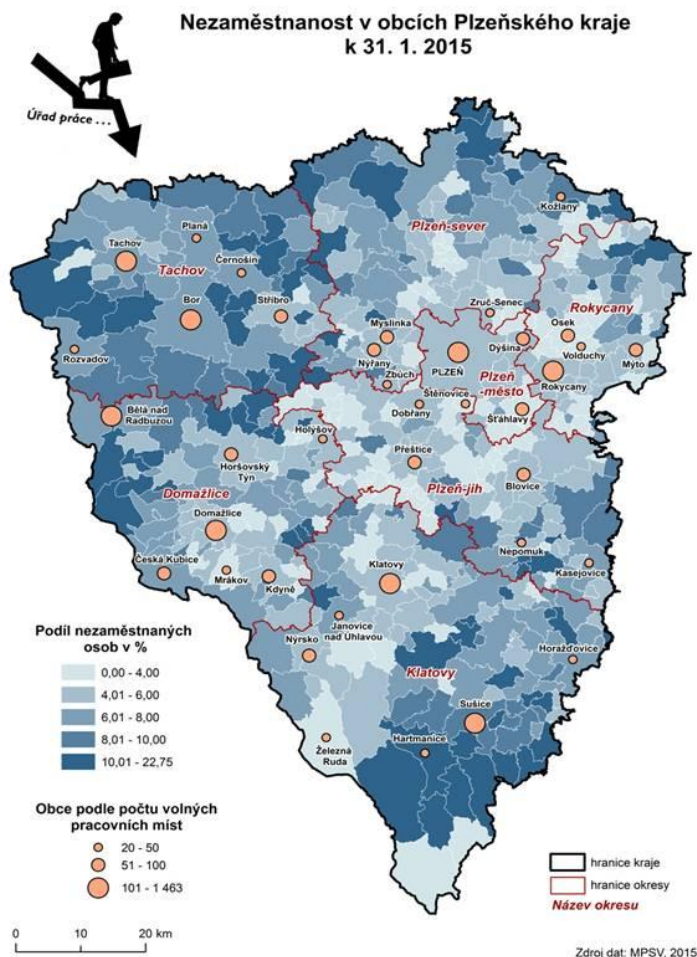 Nezaměstnanost v obcích Plzeňského kraje
k 31. 1. 2015
Úřad práce ...
Kožlany
Plzeň-sever
Planá
Tachov
Tachov
Černošín
Bor
Stříbro
Rozvadov
Zruč-Senec
Rokycany
Myslinka
Osek
Dýšina
Volduchy
Mýto
Nýřany
PLZEŇ
Zbůch
Plzeň
-město
Rokycany
Štěnovice
Dobřany
Šťáhlavy
Bělá nad
Radbuzou
Holýšov
Horšovský
Týn
Přeštice
Plzeň-jih
Blovice
Domažlice
Domažlice
Nepomuk
Kasejovice
Česká Kubice
Mrákov
Kdyně
Klatovy
Janovice
nad Úhlavou
Nýrsko
Horažďovice
Klatovy
Sušice
Hartmanice
Železná
Ruda
Podíl nezaměstnaných
osob v %
0,00 - 4,00
4,01 - 6,00
6,01 - 8,00
8,01 - 10,00
10,01 - 22,75
Obce podle počtu volných
pracovních míst
20 - 50
51 - 100
101 - 1 463
0 10 20 km
hranice kraje
hranice okresy
Název okresu
Zdroj dat: MPSV, 2015